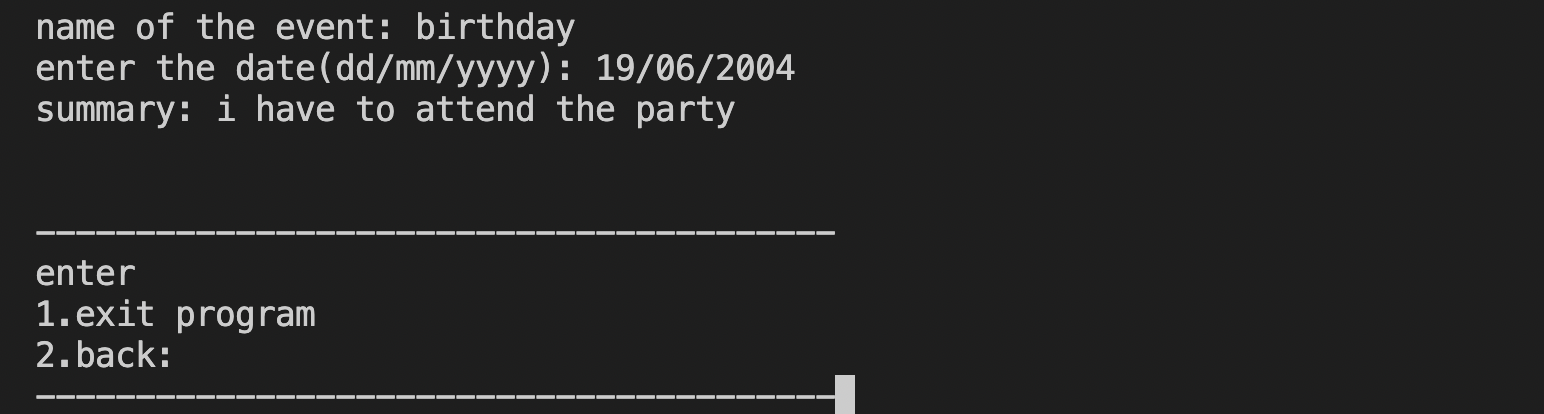 name of the event: birthday
enter the date(dd/mm/yyyy): 19/06/2004
summary: i have to attend the party
----------------------------------------
enter
1.exit program
2.back:
----------------------------------------